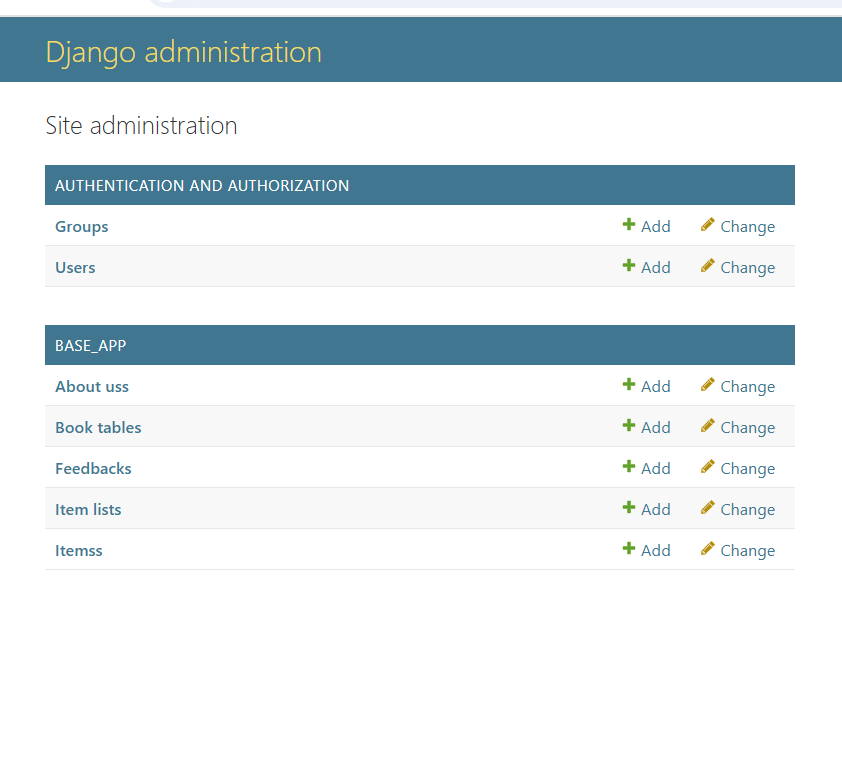 Django administration
Site administration
AUTHENTICATION AND AUTHORIZATION
Groups Add Change
Users Add Change
BASE_APP
About uss Add Change
Book tables Add Change
Feedbacks Add Change
Item lists Add Change
Itemss Add Change